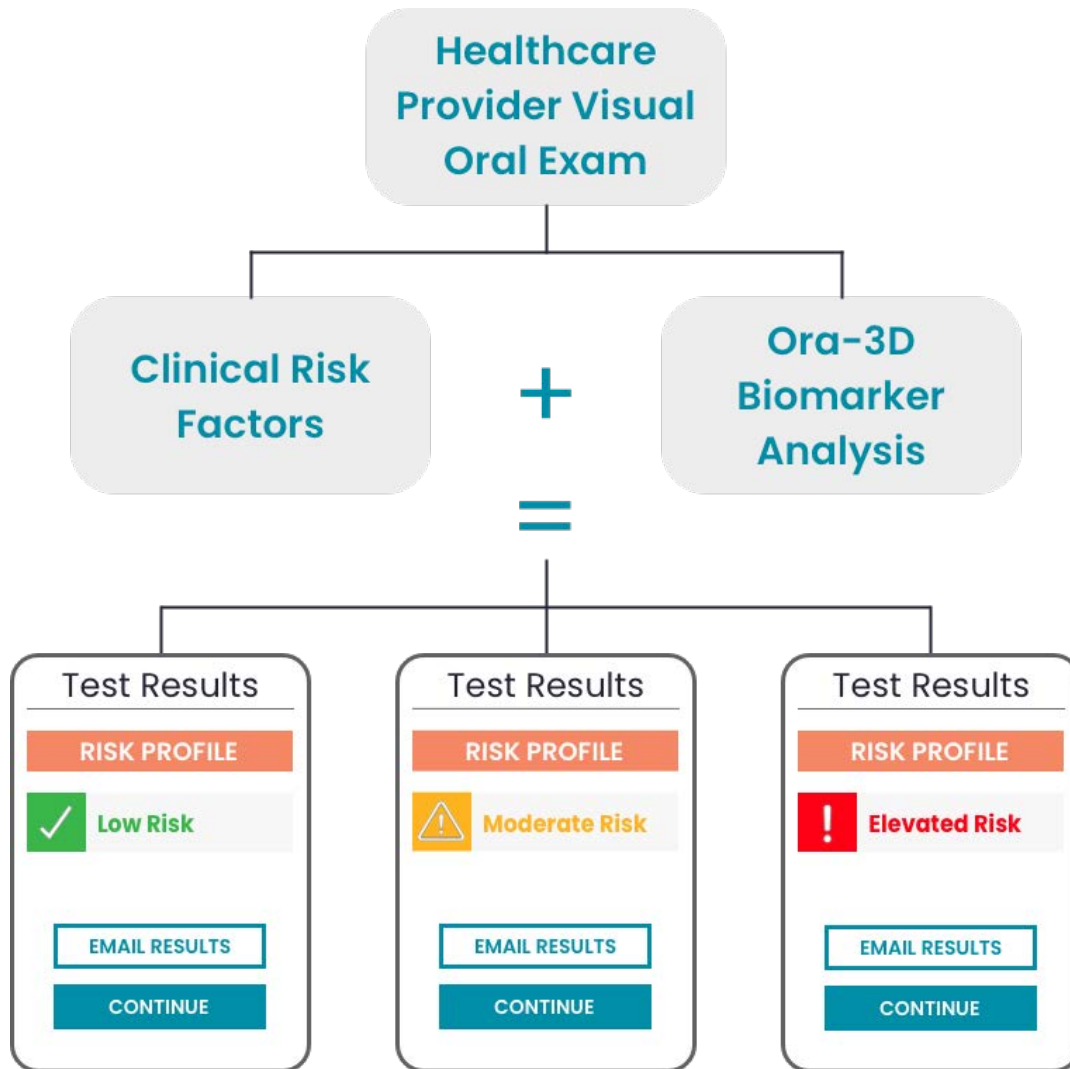 Healthcare
Provider Visual
Oral Exam
Clinical Risk
Factors
+
Ora-3D
Biomarker
Analysis
=
Test Results
RISK PROFILE
Low Risk
EMAIL RESULTS
CONTINUE
Test Results
RISK PROFILE
Moderate Risk
EMAIL RESULTS
CONTINUE
Test Results
RISK PROFILE
Elevated Risk
EMAIL RESULTS
CONTINUE